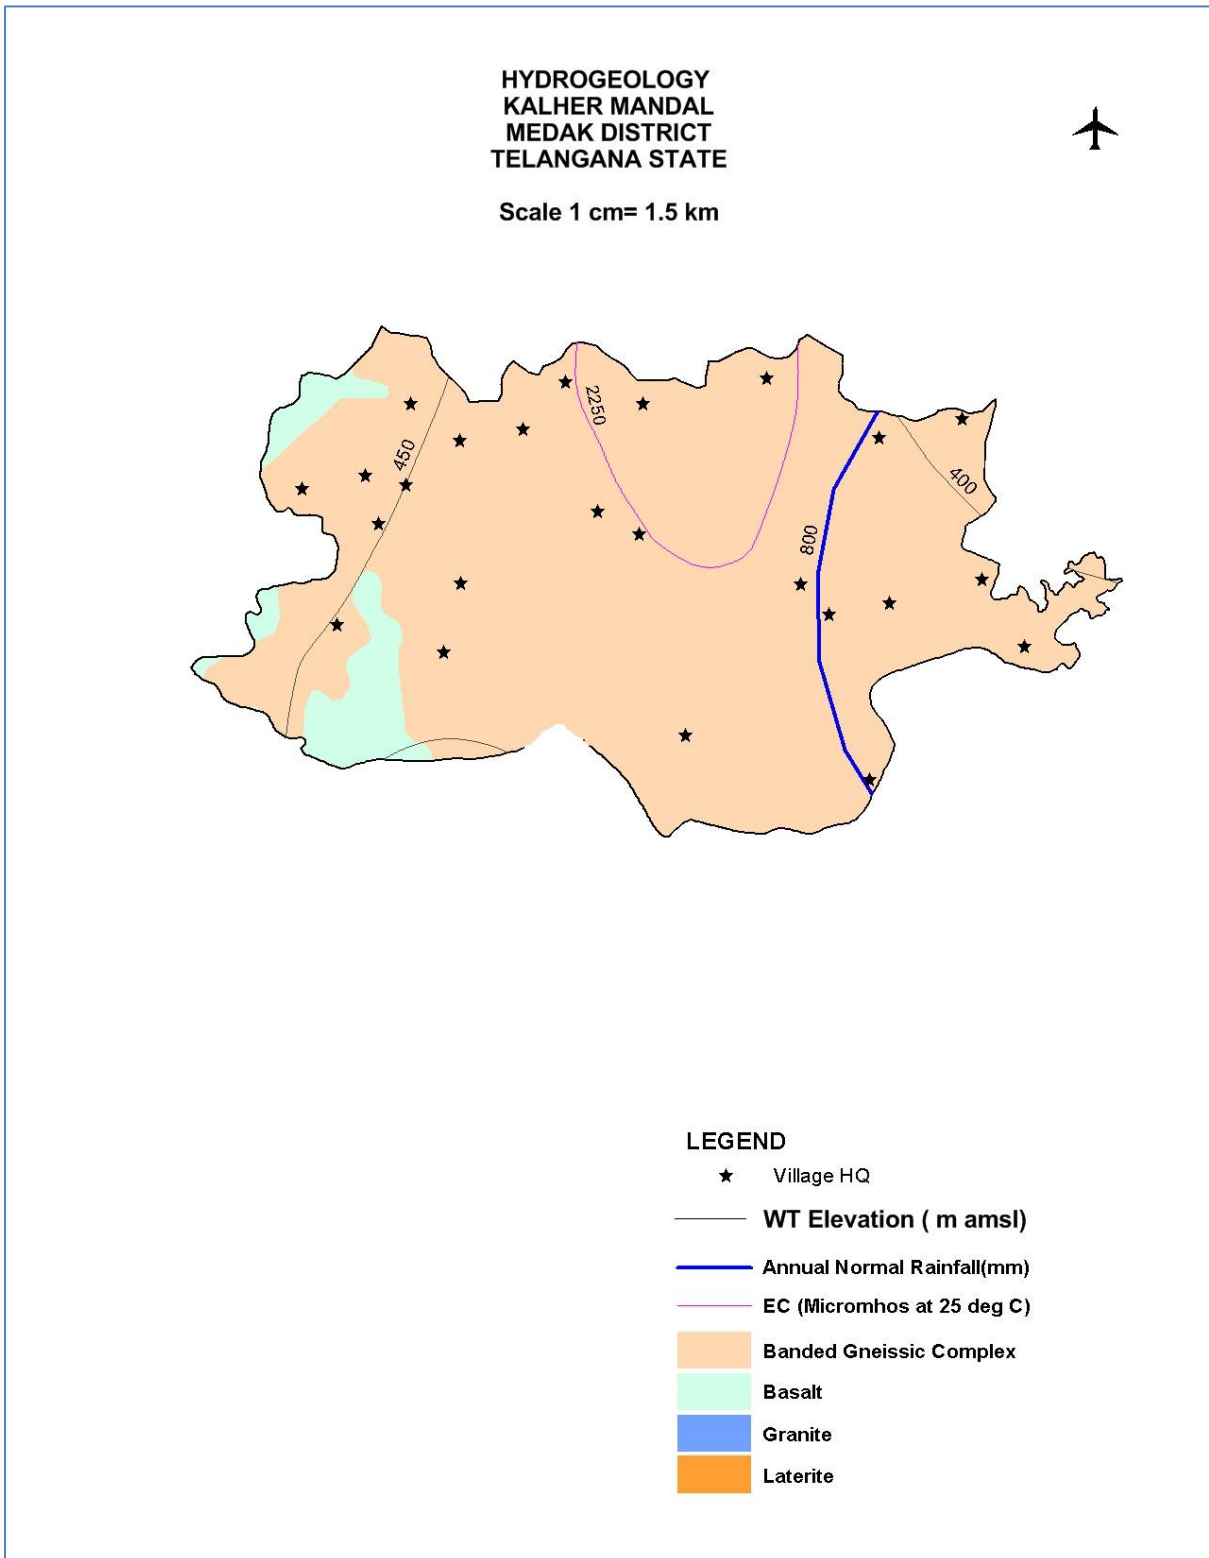 HYDROGEOLOGY
KALHER MANDAL
MEDAK DISTRICT
TELANGANA STATE
Scale 1 cm= 1.5 km
2250
450
400
800
LEGEND
Village HQ
WT Elevation ( m amsl)
Annual Normal Rainfall(mm)
EC (Micromhos at 25 deg C)
Banded Gneissic Complex
Basalt
Granite
Laterite